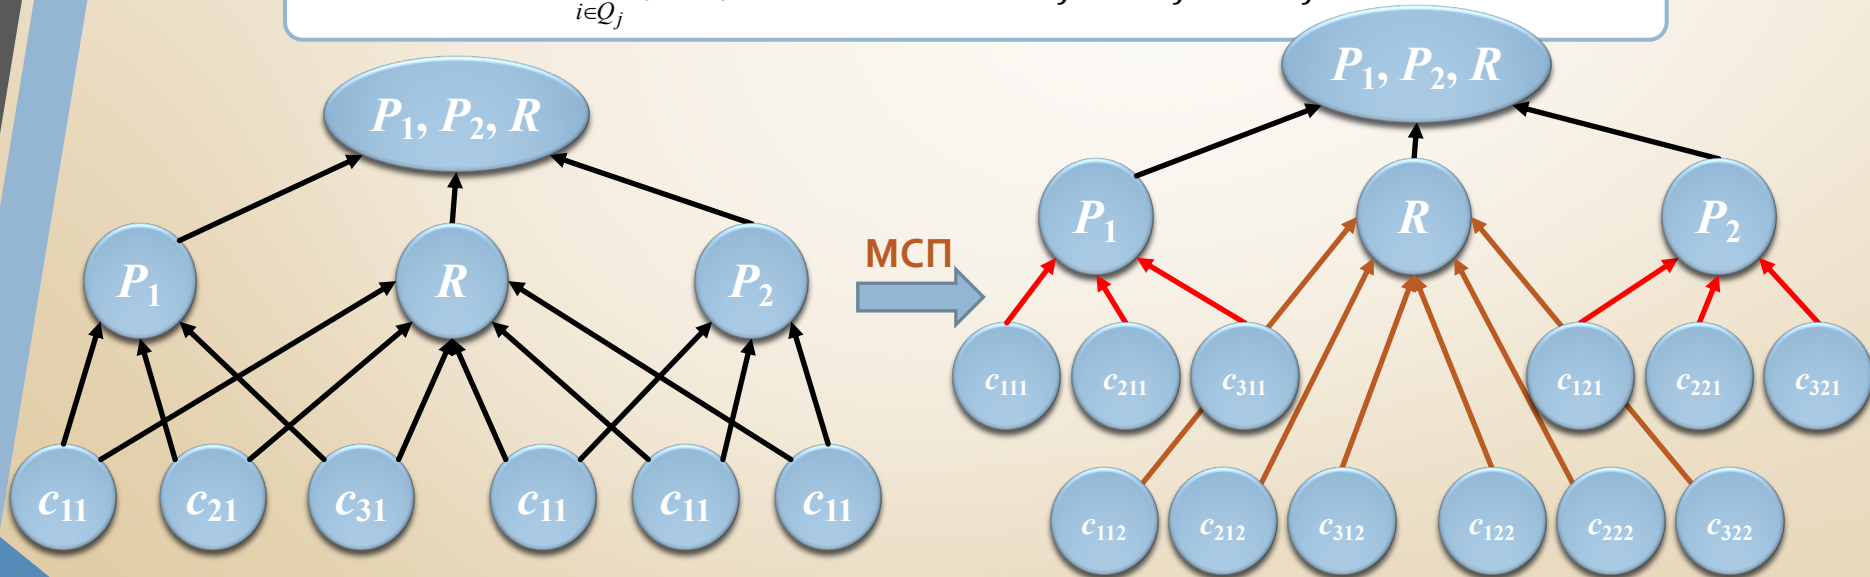 i∈Q_j
P₁, P₂, R
P₁, P₂, R
P₁ R P₂
МСП
P₁ R P₂
c₁₁ c₂₁ c₃₁ c₁₁ c₁₁ c₁₁
c₁₁₁ c₂₁₁ c₃₁₁ c₁₂₁ c₂₂₁ c₃₂₁
c₁₁₂ c₂₁₂ c₃₁₂ c₁₂₂ c₂₂₂ c₃₂₂